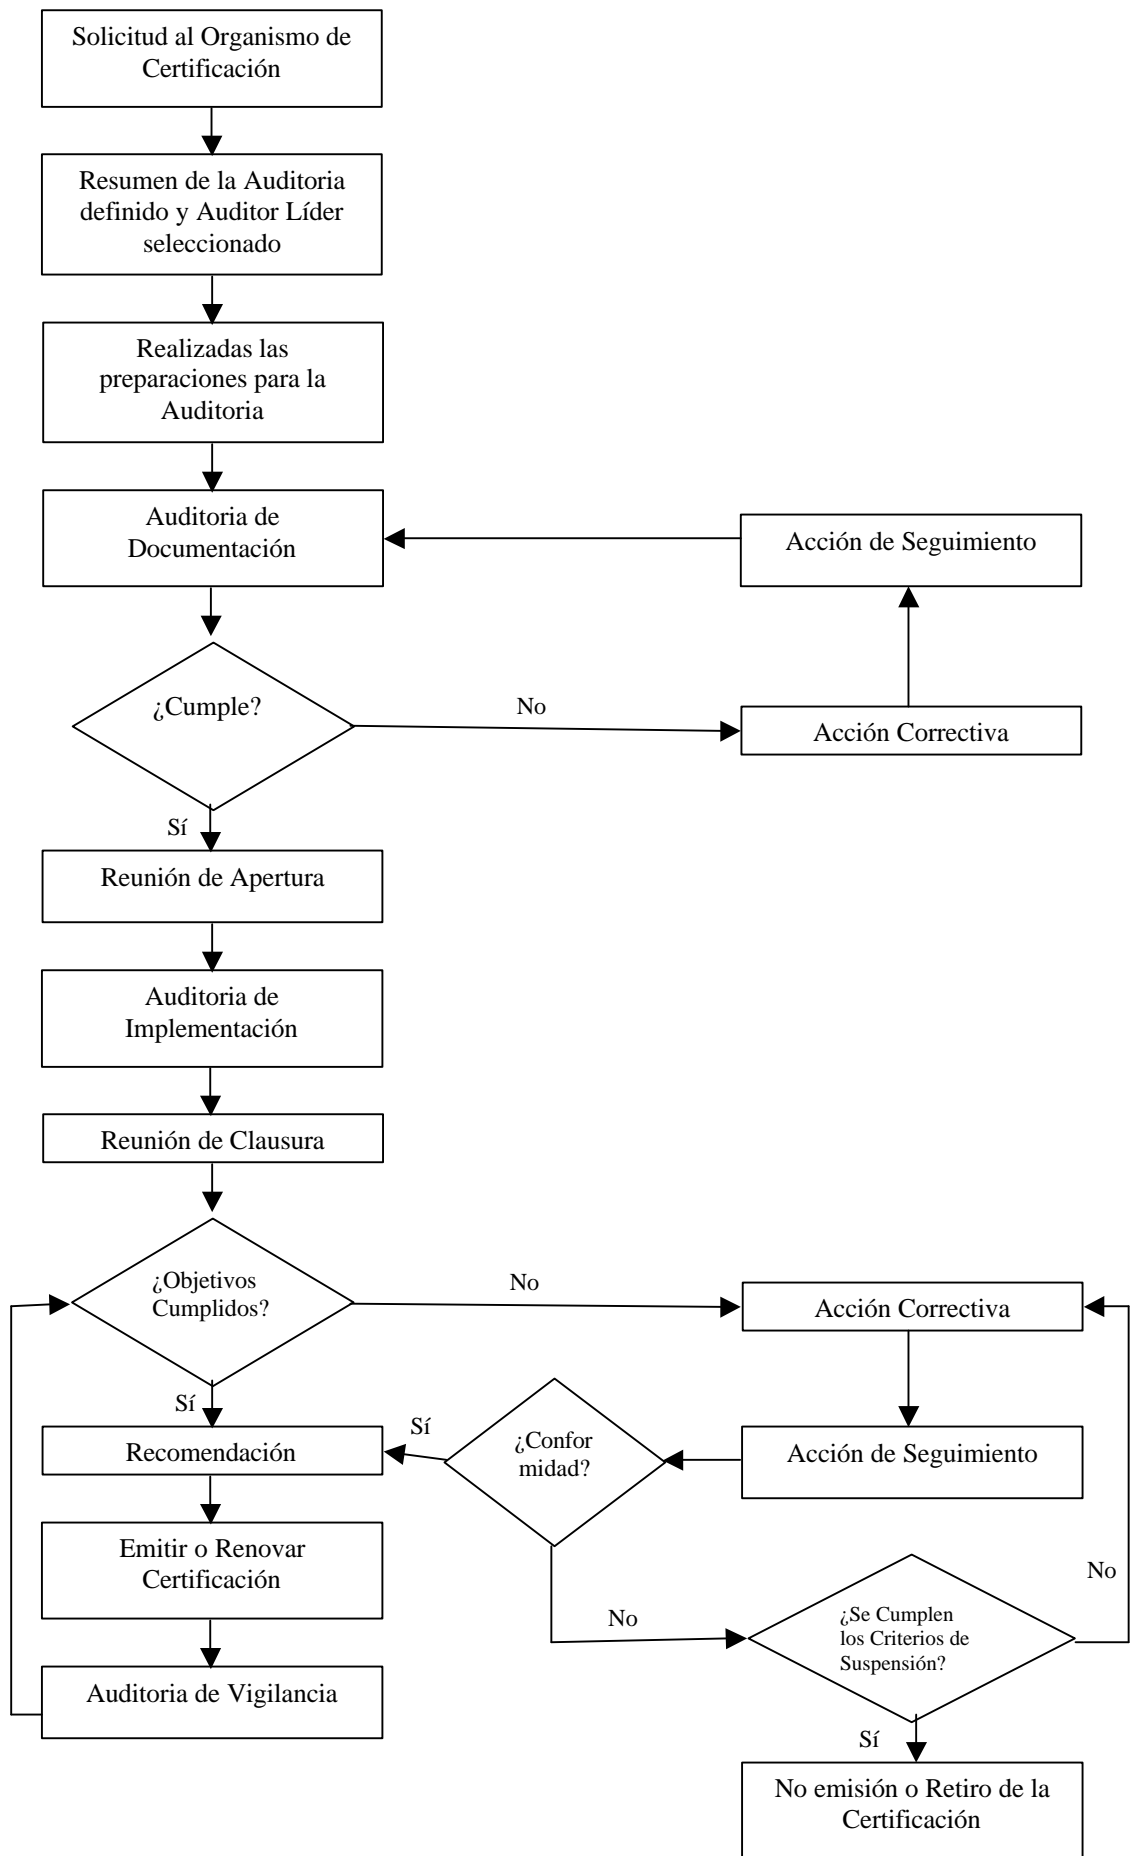 Solicitud al Organismo de
Certificación
Resumen de la Auditoria
definido y Auditor Líder
seleccionado
Realizadas las
preparaciones para la
Auditoria
Auditoria de
Documentación
Acción de Seguimiento
¿Cumple?
No
Acción Correctiva
Sí
Reunión de Apertura
Auditoria de
Implementación
Reunión de Clausura
¿Objetivos
Cumplidos?
No
Acción Correctiva
Sí
Recomendación
Sí
¿Confor
midad?
Acción de Seguimiento
Emitir o Renovar
Certificación
No
¿Se Cumplen
los Criterios de
Suspensión?
No
Auditoria de Vigilancia
Sí
No emisión o Retiro de la
Certificación